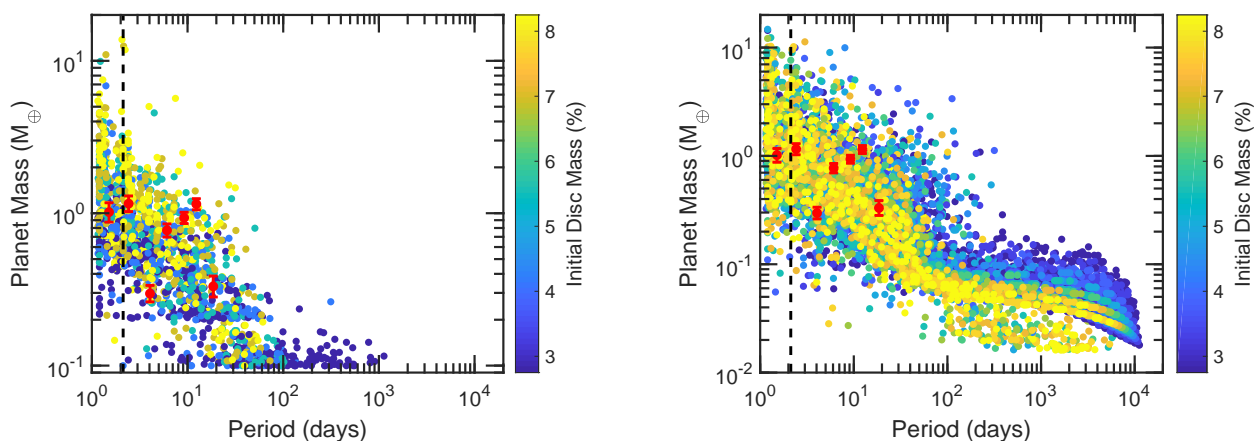 10¹
10⁰
10⁻¹
Planet Mass (M⊕)
10⁰ 10¹ 10² 10³ 10⁴
Period (days)
8
7
6
5
4
3
Initial Disc Mass (%)
10¹
10⁰
10⁻¹
10⁻²
Planet Mass (M⊕)
10⁰ 10¹ 10² 10³ 10⁴
Period (days)
8
7
6
5
4
3
Initial Disc Mass (%)